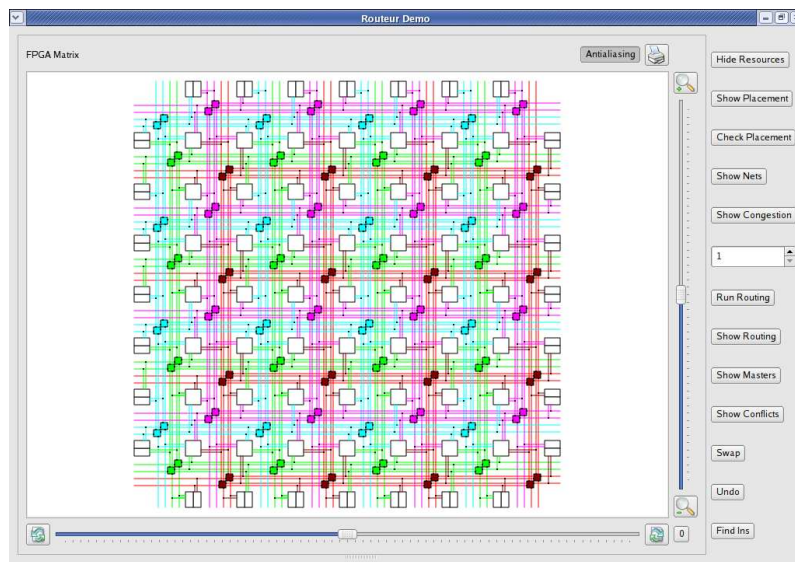 Routeur Demo
FPGA Matrix
Antialiasing
Hide Resources
Show Placement
Check Placement
Show Nets
Show Congestion
1
Run Routing
Show Routing
Show Masters
Show Conflicts
Swap
Undo
0
Find Ins